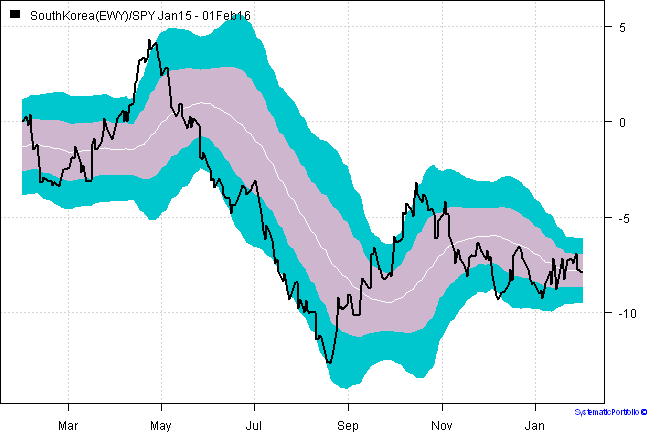 SouthKorea(EWY)/SPY Jan15 - 01Feb16
5
0
-5
-10
Mar May Jul Sep Nov Jan
SystematicPortfolio ©